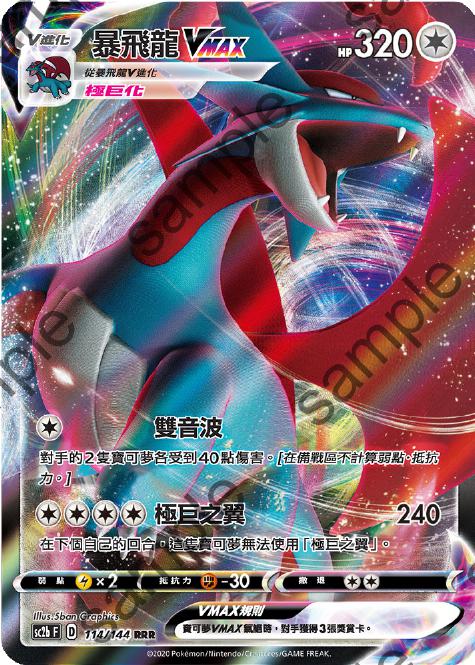 V進化
暴飛龍VMAX
HP 320
從暴飛龍V進化
極巨化
sample
sample
sample
sample
sample
sample
雙音波
對手的2隻寶可夢各受到40點傷害。[在備戰區不計算弱點・抵抗
力。]
極巨之翼 240
在下個自己的回合,這隻寶可夢無法使用「極巨之翼」。
弱點 ×2 抵抗力 -30 撤退
Illus.5ban Graphics
sc2b F D 114/144 RRR
VMAX規則
寶可夢VMAX氣絕時,對手獲得3張獎賞卡。
©2020 Pokémon/Nintendo/Creatures/GAME FREAK.